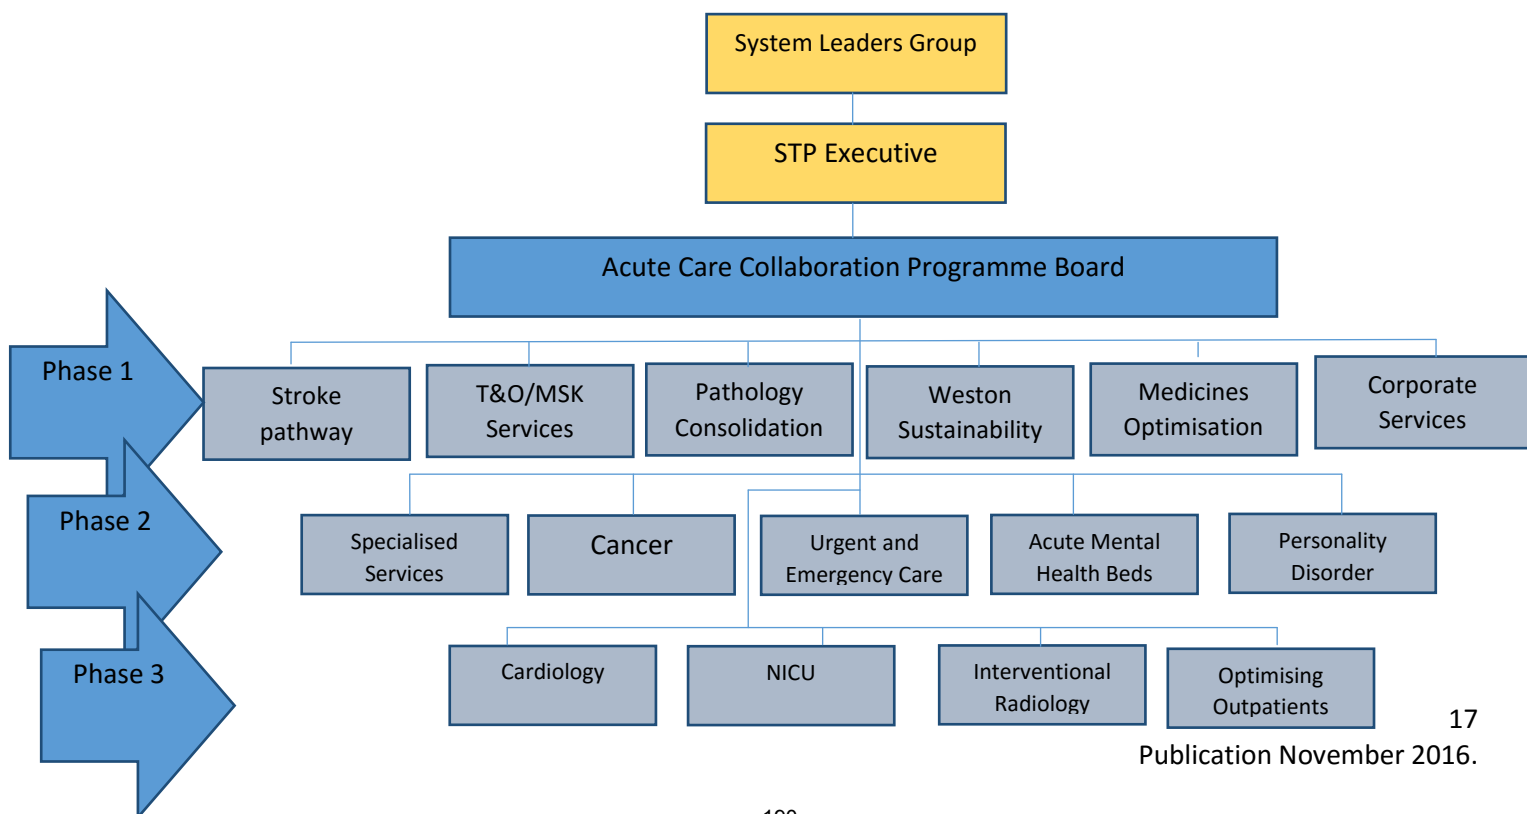 System Leaders Group
STP Executive
Acute Care Collaboration Programme Board
Phase 1
Stroke
pathway
T&O/MSK
Services
Pathology
Consolidation
Weston
Sustainability
Medicines
Optimisation
Corporate
Services
Phase 2
Specialised
Services
Cancer
Urgent and
Emergency Care
Acute Mental
Health Beds
Personality
Disorder
Phase 3
Cardiology
NICU
Interventional
Radiology
Optimising
Outpatients
17
Publication November 2016.